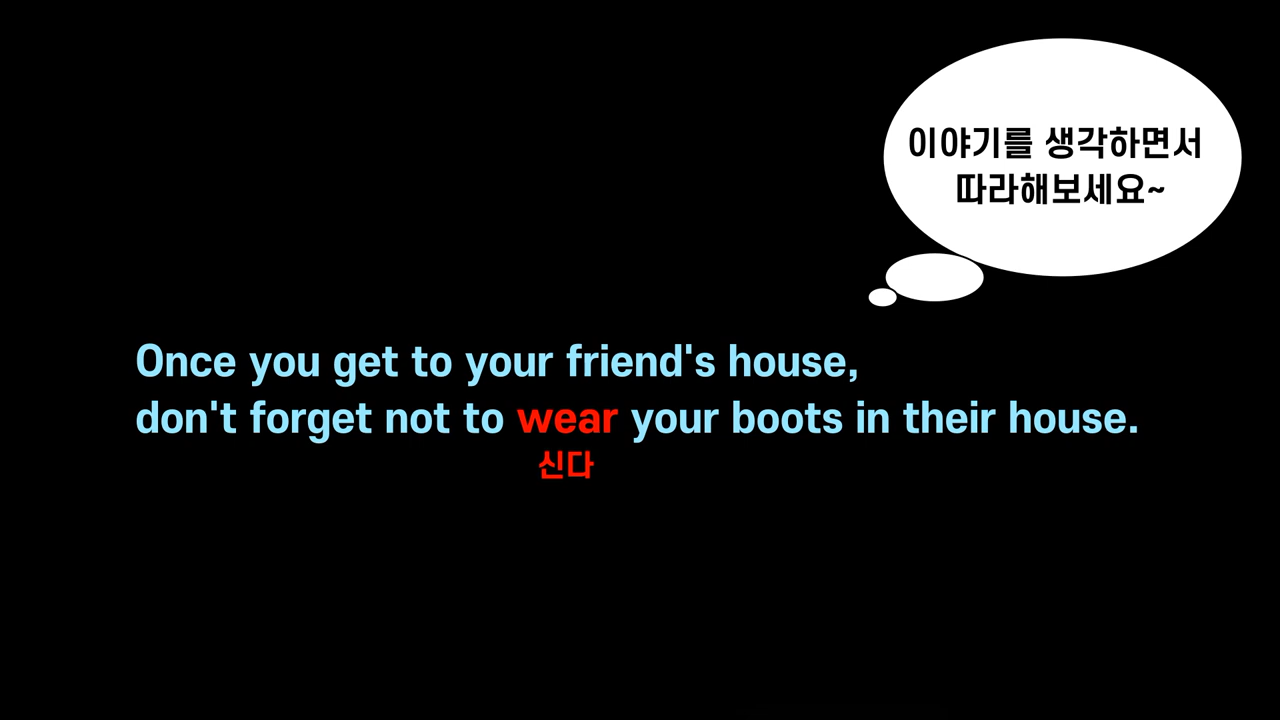 이야기를 생각하면서
따라해보세요~
Once you get to your friend's house,
don't forget not to wear your boots in their house.
신다